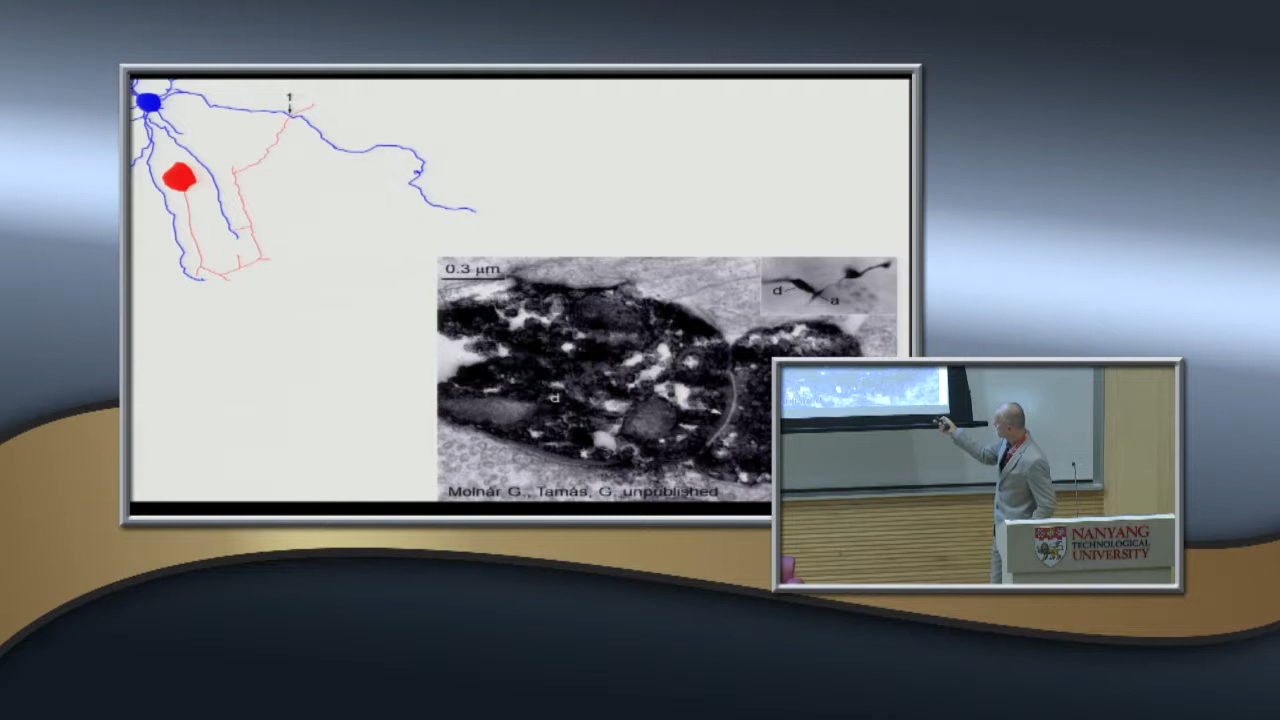 1
0.3 µm
d
a
d
Molnár G., Tamás, G. unpublished
NANYANG
TECHNOLOGICAL
UNIVERSITY